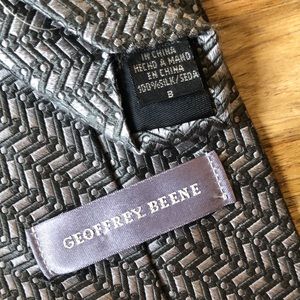 IN CHINA
HECHO A MANO
EN CHINA
100%SILK/SEDA
B
GEOFFREY BEENE